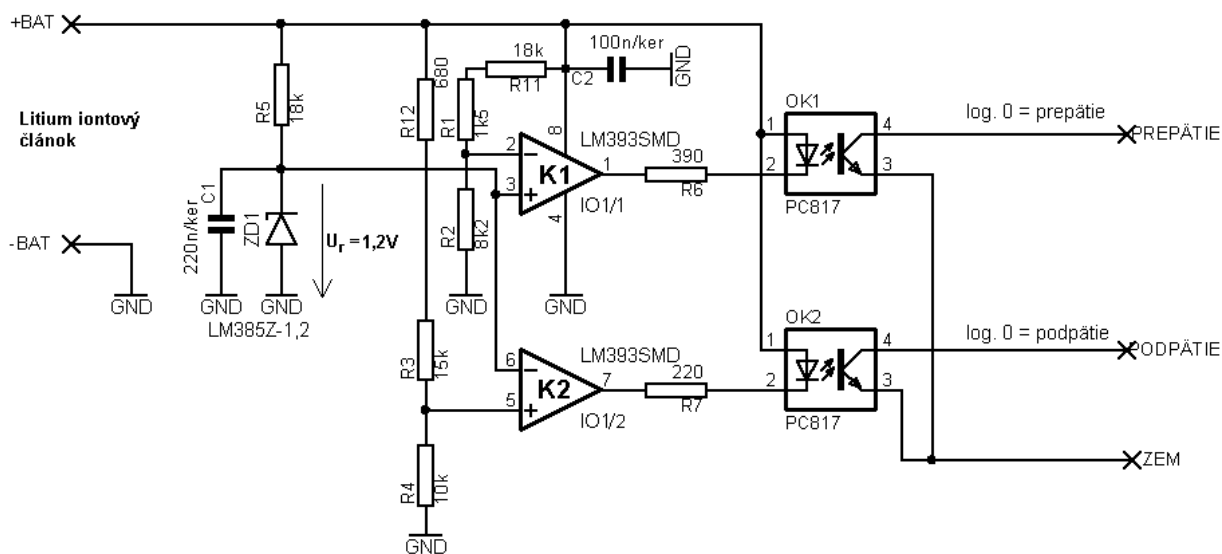 +BAT
Litium iontový
článok
-BAT
GND
R5
18k
C1
220n/ker
GND
ZD1
GND
LM385Z-1,2
Ur =1,2V
680
R12
R3
15k
R4
10k
GND
18k
R11
R1
1k5
R2
8k2
GND
100n/ker
C2
GND
2
3
8
4
1
K1
LM393SMD
IO1/1
GND
390
R6
6
5
7
K2
LM393SMD
IO1/2
220
R7
OK1
1
2
4
3
PC817
log. 0 = prepätie
PREPÄTIE
OK2
1
2
4
3
PC817
log. 0 = podpätie
PODPÄTIE
ZEM